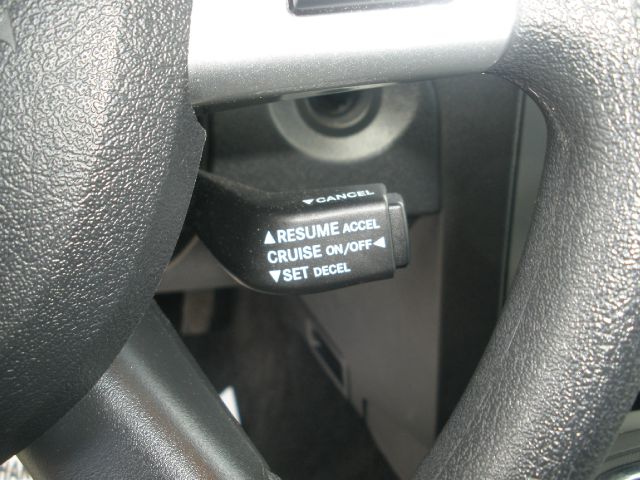 ▼CANCEL
▲RESUME ACCEL
CRUISE ON/OFF◄
▼SET DECEL